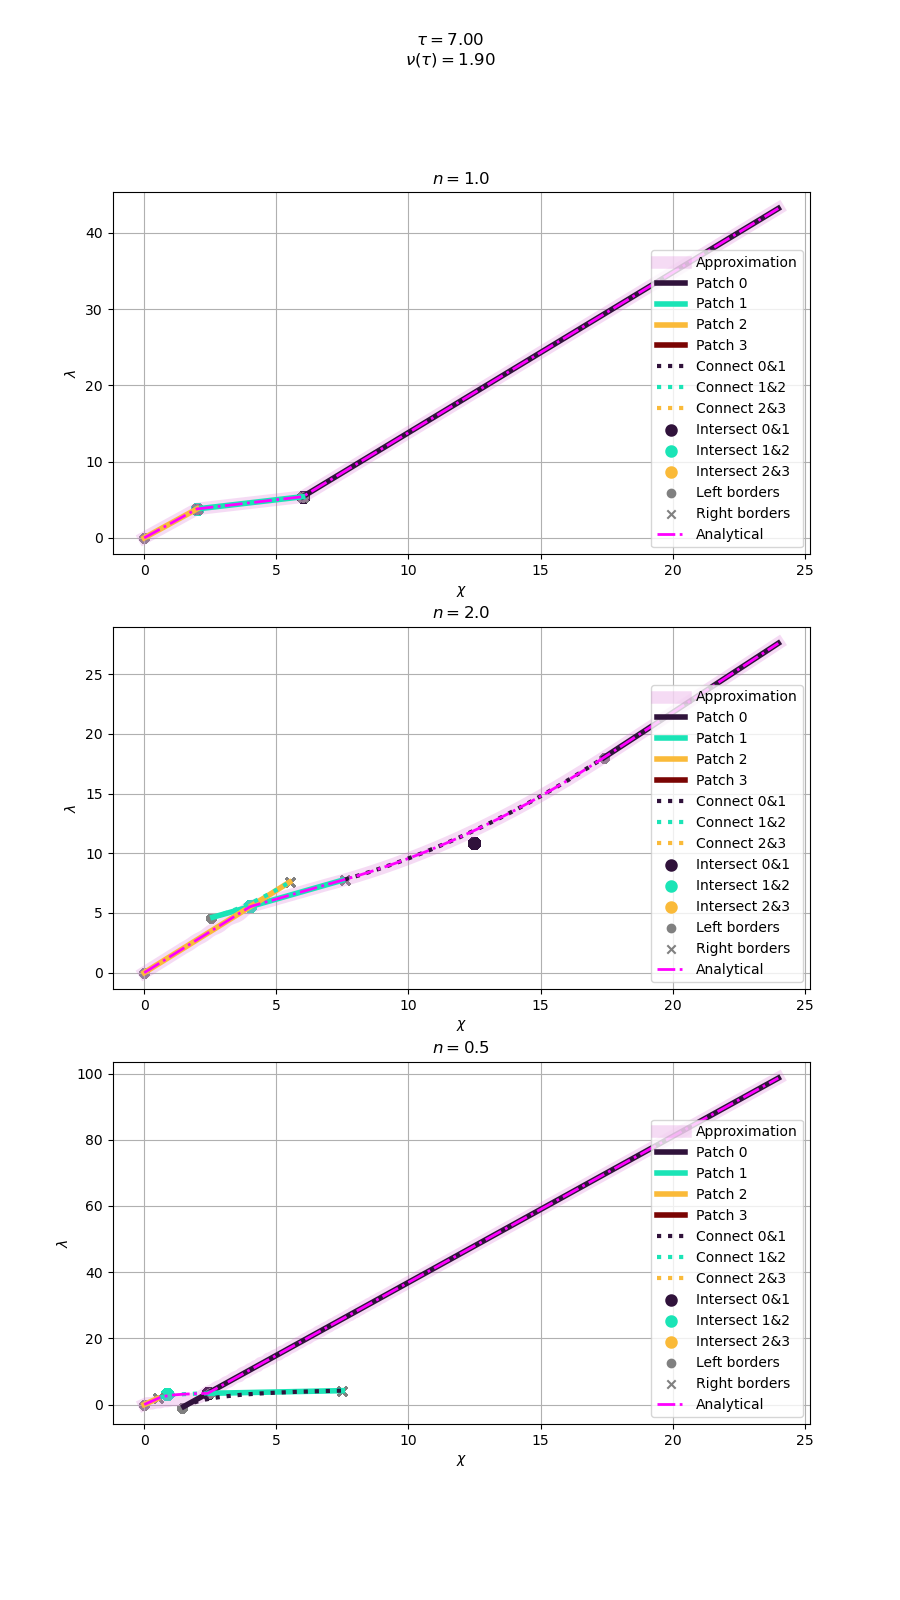 τ = 7.00
ν(τ) = 1.90
n = 1.0
λ
40
30
20
10
0
0 5 10 15 20 25
χ
Approximation
Patch 0
Patch 1
Patch 2
Patch 3
Connect 0&1
Connect 1&2
Connect 2&3
Intersect 0&1
Intersect 1&2
Intersect 2&3
Left borders
Right borders
Analytical
n = 2.0
λ
25
20
15
10
5
0
0 5 10 15 20 25
χ
Approximation
Patch 0
Patch 1
Patch 2
Patch 3
Connect 0&1
Connect 1&2
Connect 2&3
Intersect 0&1
Intersect 1&2
Intersect 2&3
Left borders
Right borders
Analytical
n = 0.5
λ
100
80
60
40
20
0
0 5 10 15 20 25
χ
Approximation
Patch 0
Patch 1
Patch 2
Patch 3
Connect 0&1
Connect 1&2
Connect 2&3
Intersect 0&1
Intersect 1&2
Intersect 2&3
Left borders
Right borders
Analytical